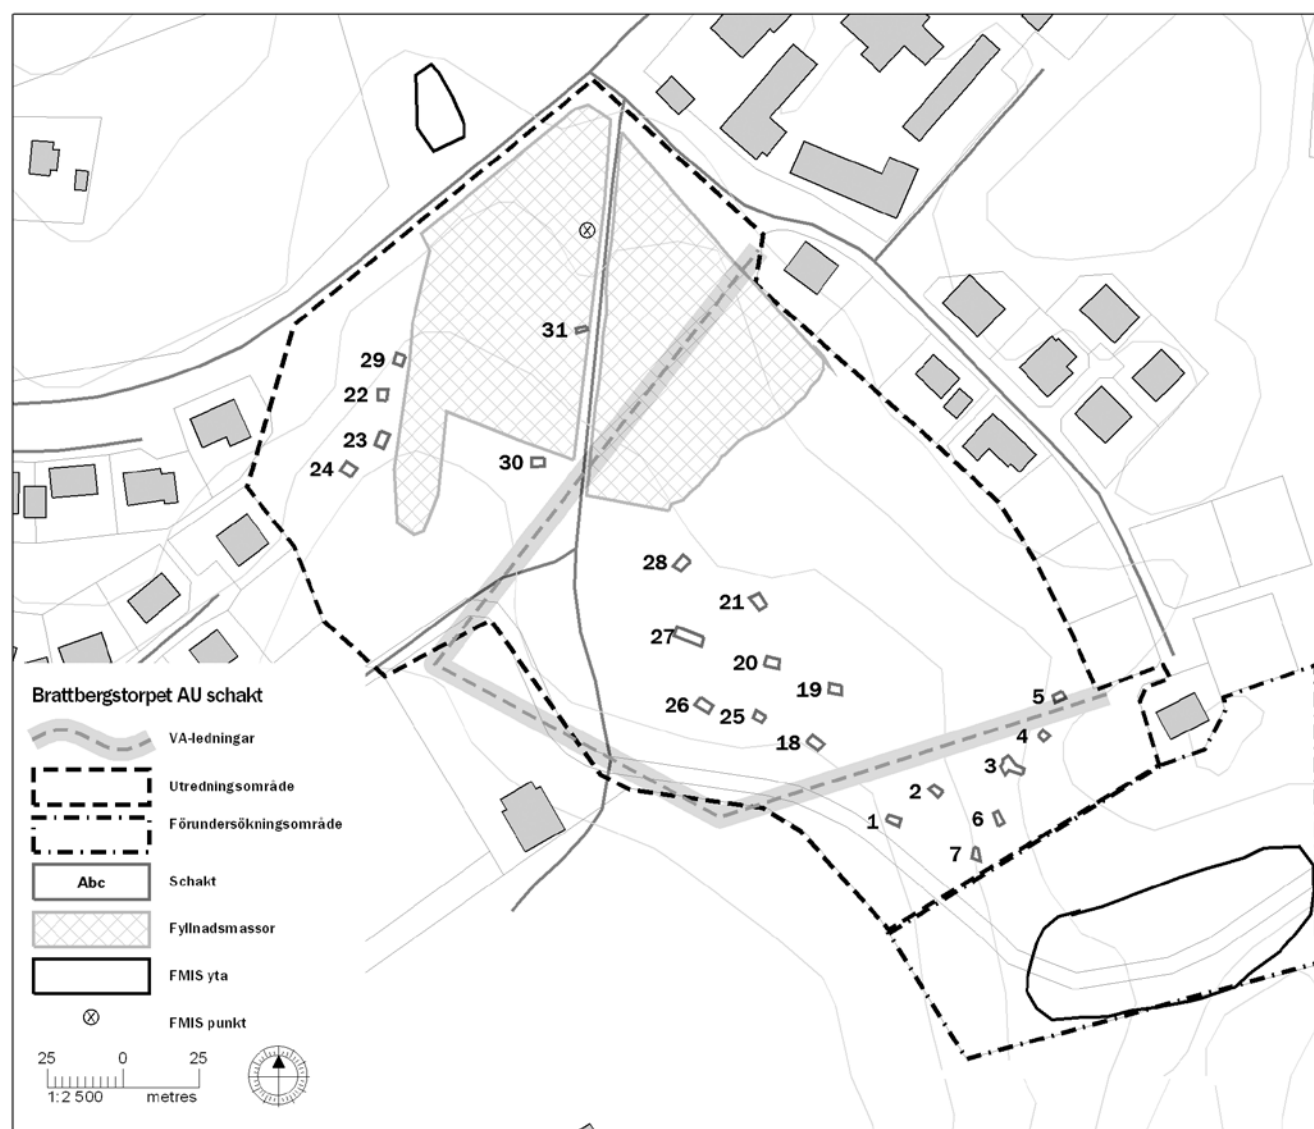 31
29
22
23
24
30
28
21
27
20
19
26
25
18
5
4
3
2
1
6
7
Brattbergstorpet AU schakt
VA-ledningar
Utredningsområde
Förundersökningsområde
Abc Schakt
Fyllnadsmassor
FMIS yta
FMIS punkt
25 0 25
1:2 500 metres